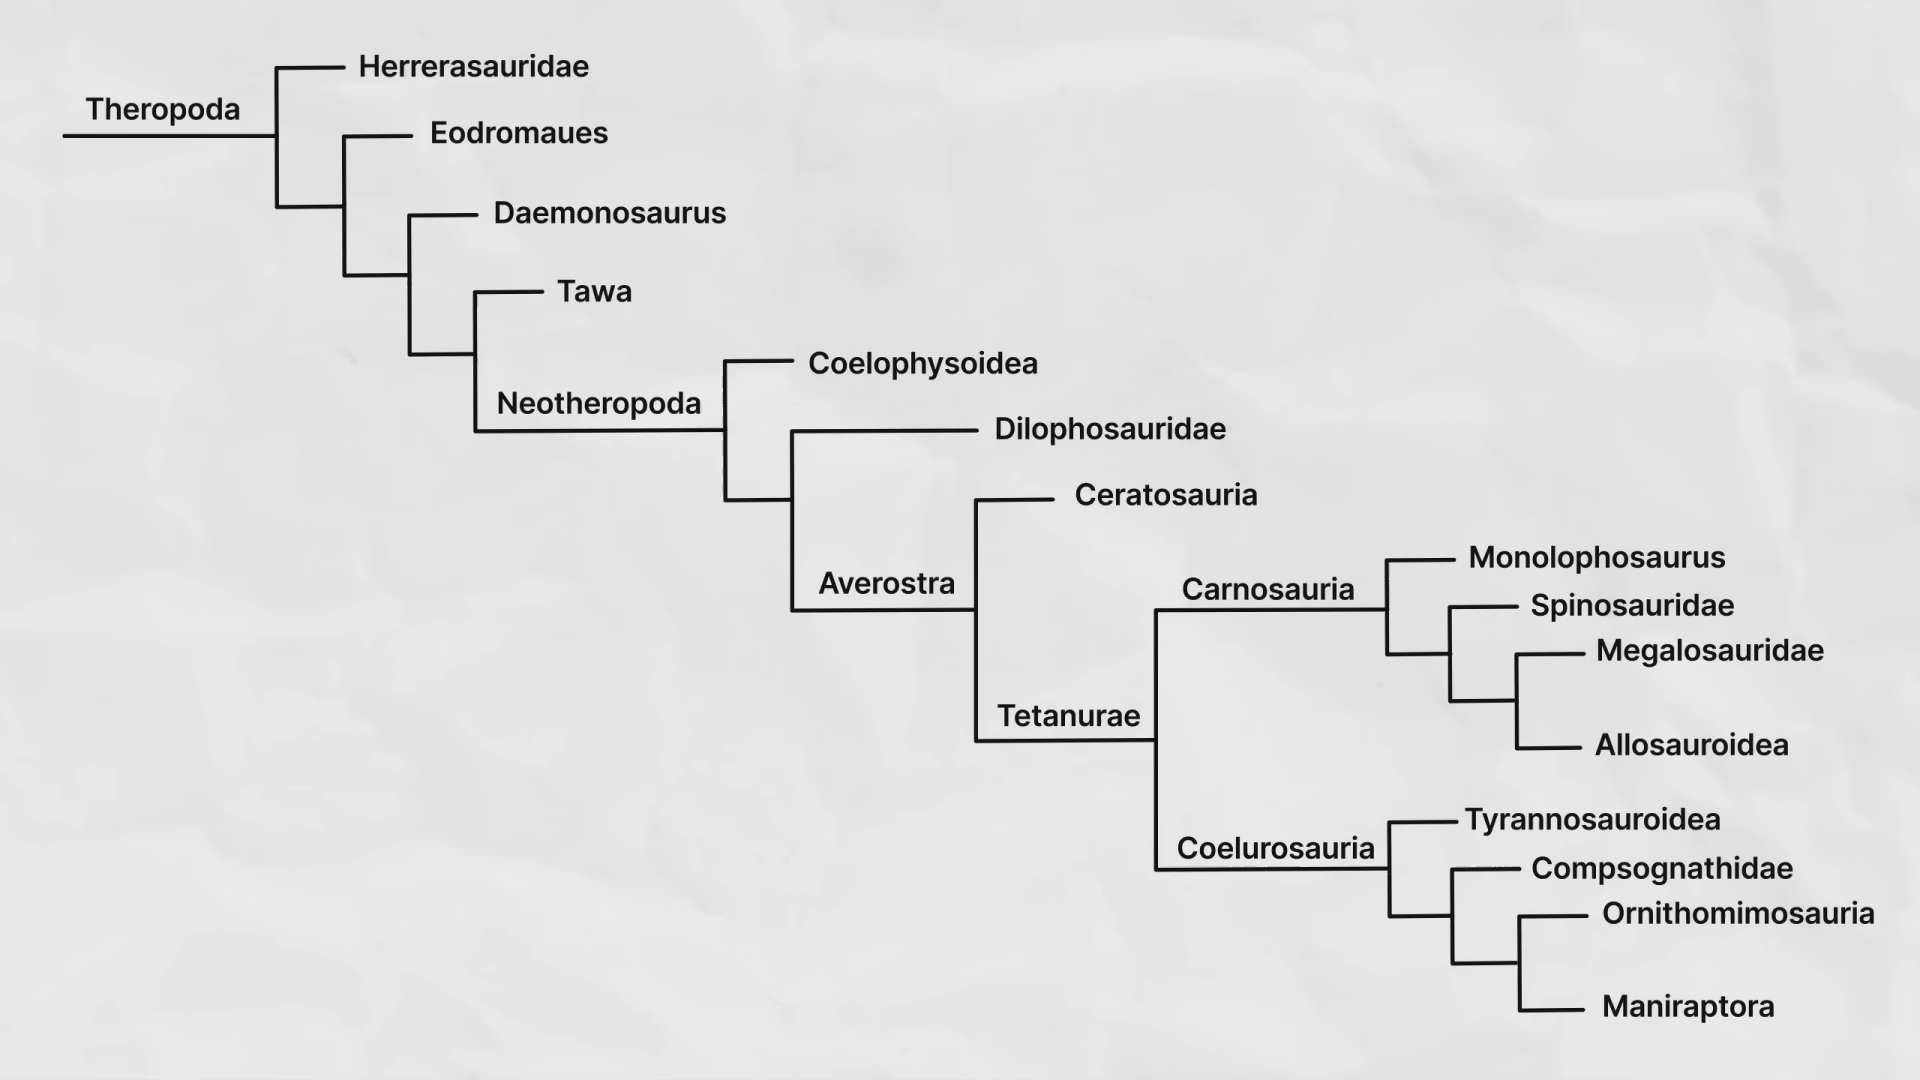 Herrerasauridae
Theropoda
Eodromaues
Daemonosaurus
Tawa
Coelophysoidea
Neotheropoda
Dilophosauridae
Ceratosauria
Monolophosaurus
Averostra
Carnosauria
Spinosauridae
Megalosauridae
Tetanurae
Allosauroidea
Tyrannosauroidea
Coelurosauria
Compsognathidae
Ornithomimosauria
Maniraptora